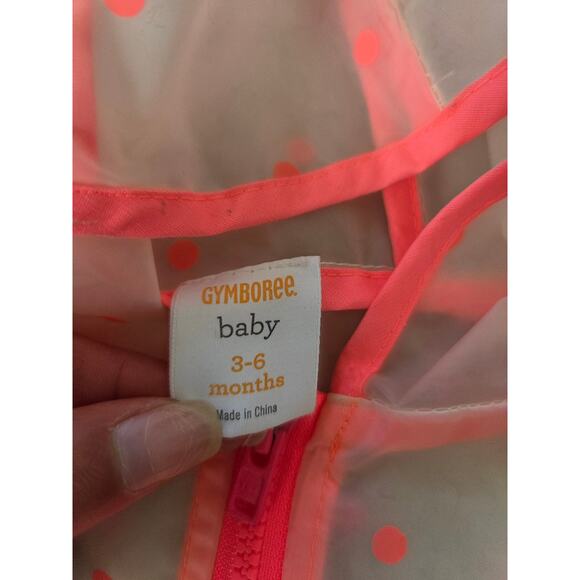 GYMBOREE
baby
3-6
months
Made in China